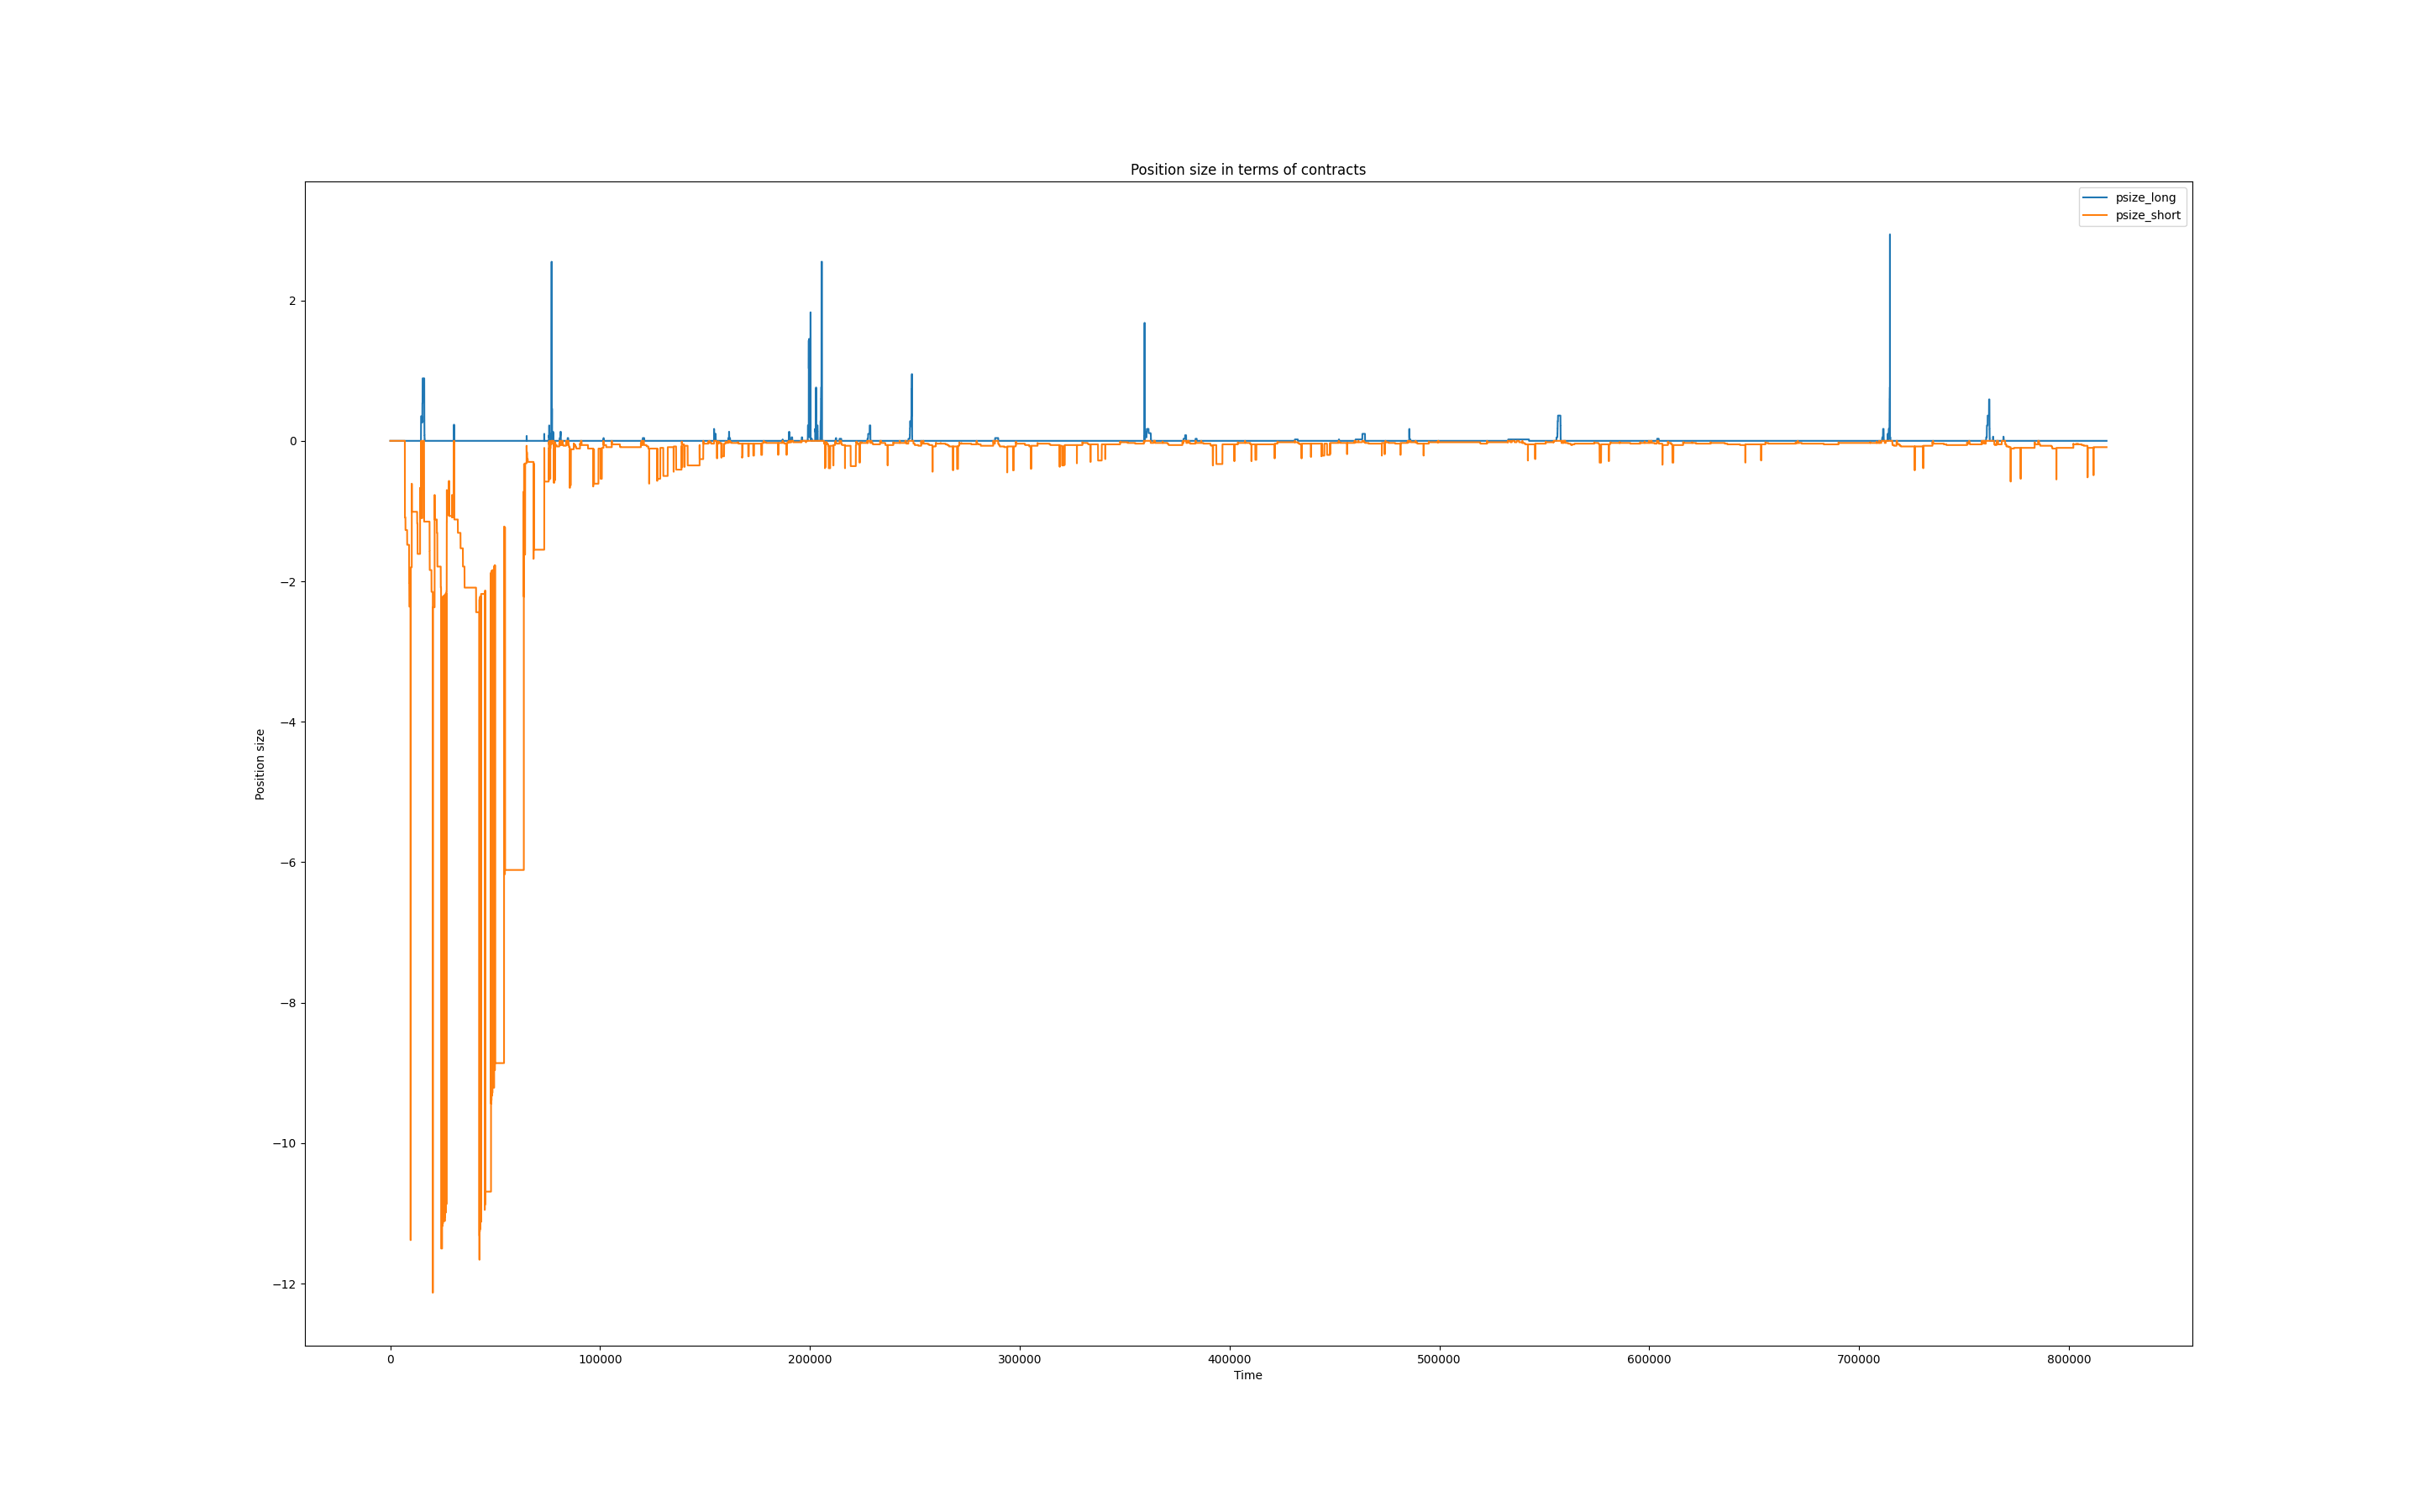 Position size in terms of contracts
psize_long
psize_short
2
0
−2
−4
−6
−8
−10
−12
Position size
0 100000 200000 300000 400000 500000 600000 700000 800000
Time